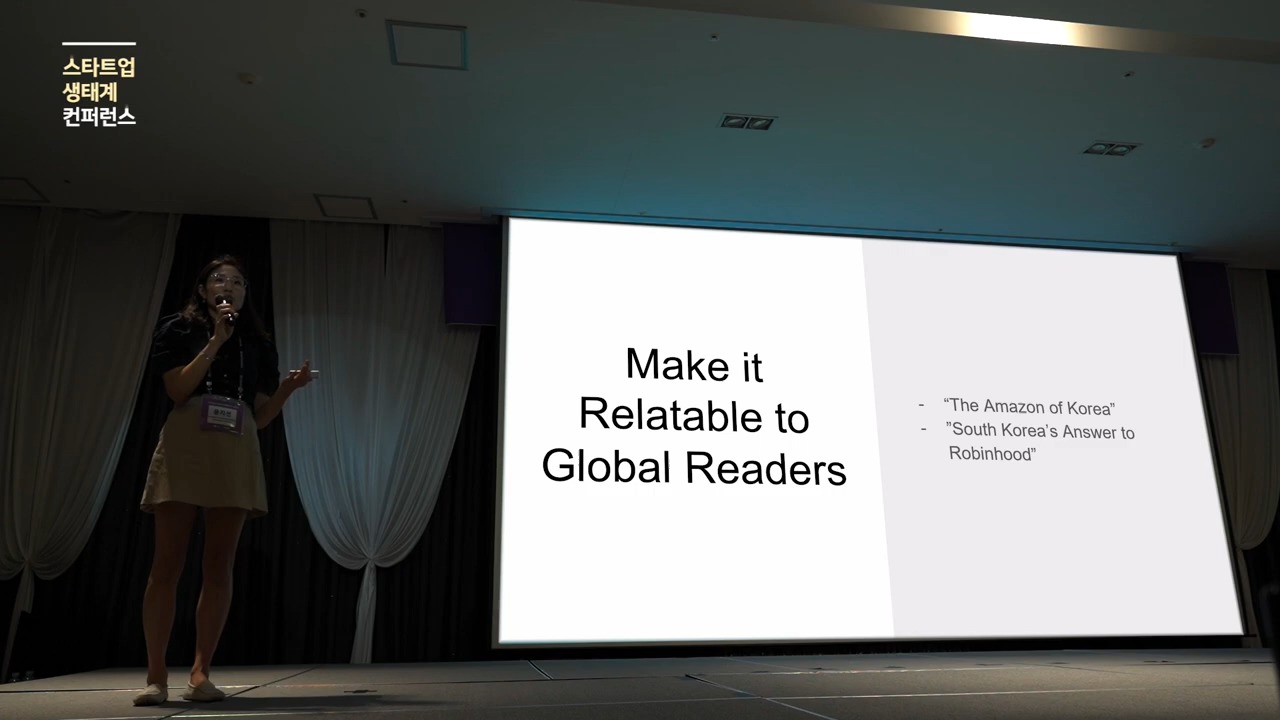 스타트업
생태계
컨퍼런스
Make it
Relatable to
Global Readers
- “The Amazon of Korea”
- ”South Korea’s Answer to
Robinhood”